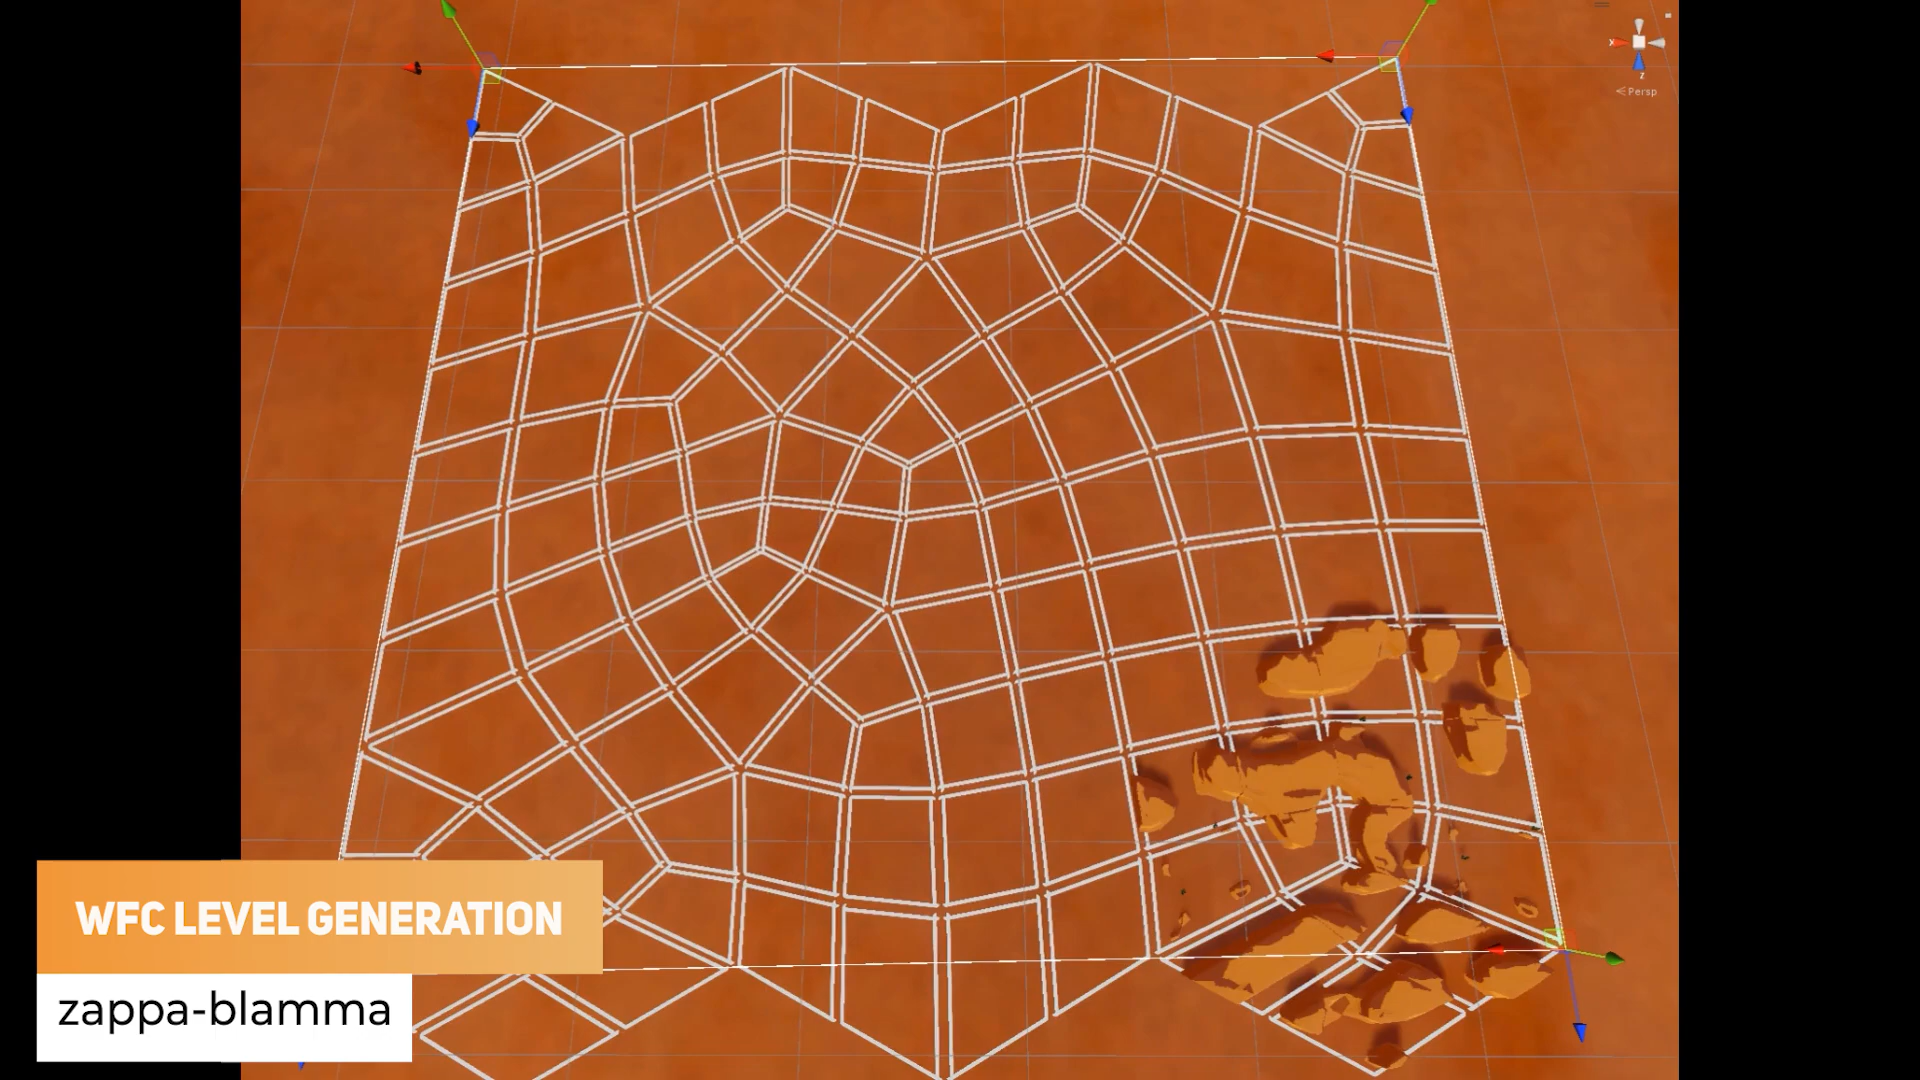 x
z
< Persp
WFC LEVEL GENERATION
zappa-blamma